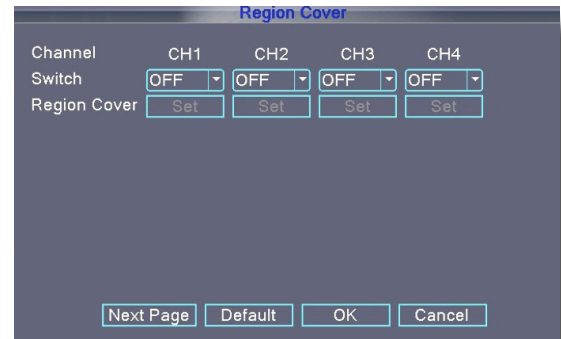 Region Cover
Channel CH1 CH2 CH3 CH4
Switch OFF OFF OFF OFF
Region Cover Set Set Set Set
Next Page Default OK Cancel